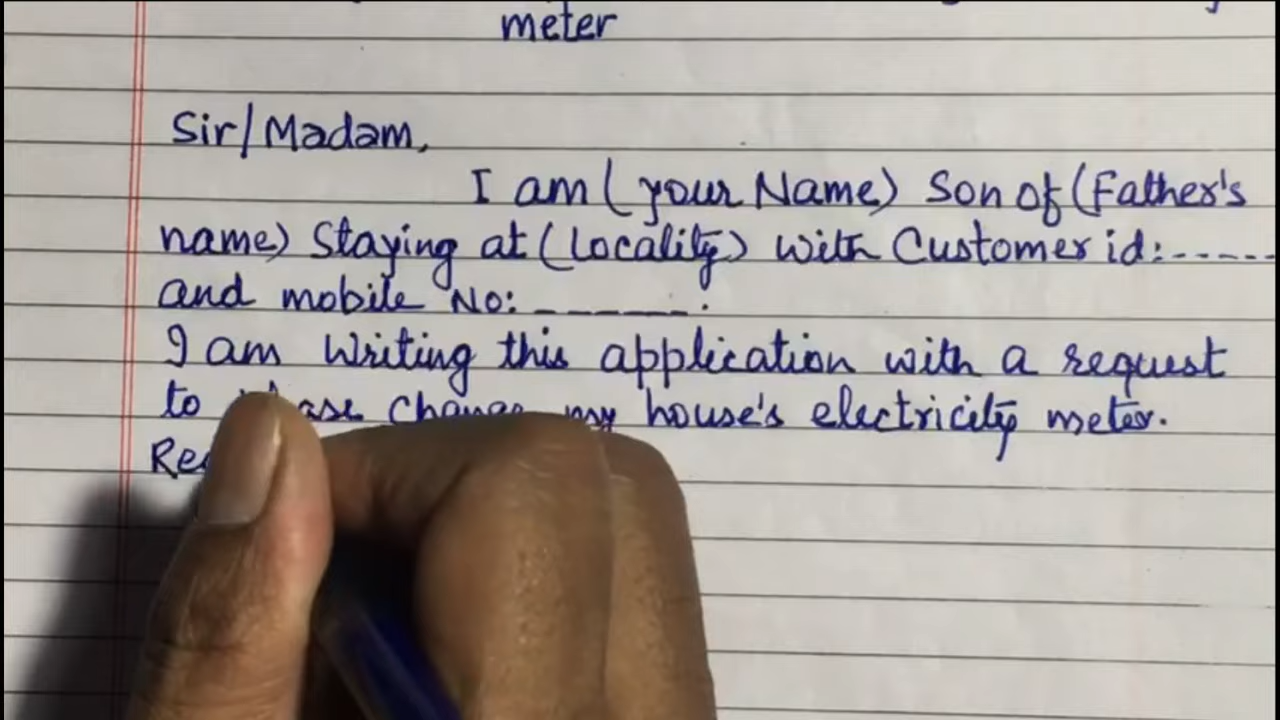 meter
Sir/Madam,
I am (your Name) Son of (Father's
name) Staying at (locality) with Customer id:-----
and mobile No: ------.
I am Writing this application with a request
to my house's electricity meter.